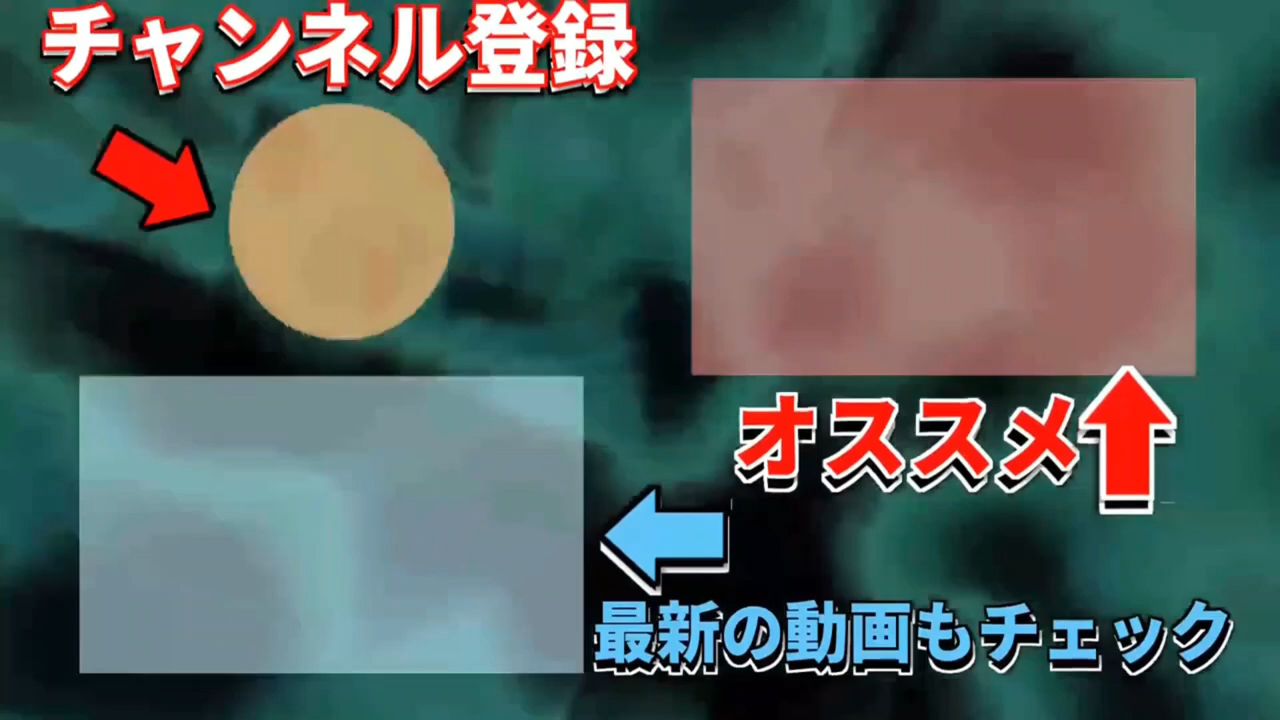 チャンネル登録
オススメ
最新の動画もチェック